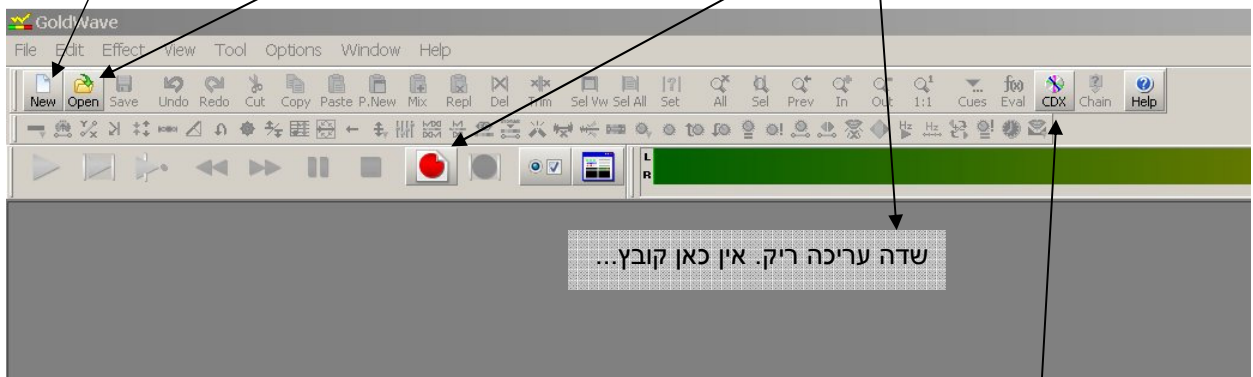 GoldWave
File Edit Effect View Tool Options Window Help
New Open Save Undo Redo Cut Copy Paste P.New Mix Repl Del Trim Sel Vw Sel All Set All Sel Prev In Out 1:1 Cues Eval CDX Chain Help
L
R
שדה עריכה ריק. אין כאן קובץ...